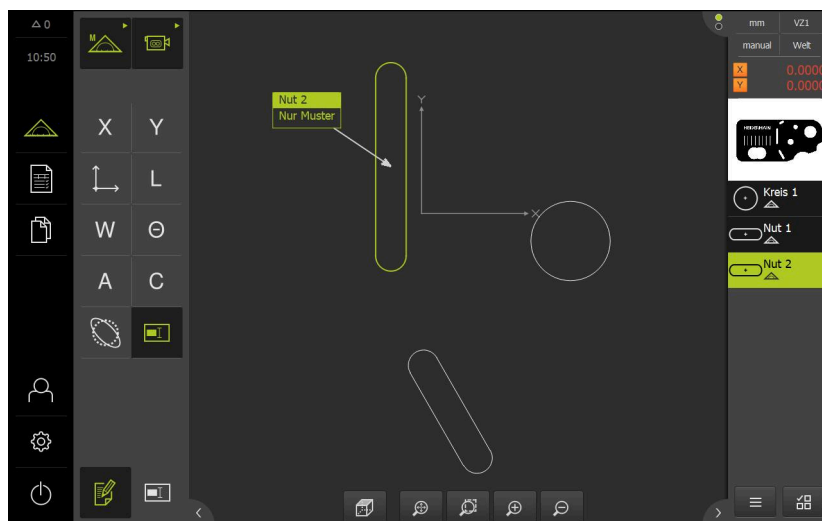 0
10:50
M
X
Y
L
W
Θ
A
C
Nut 2
Nur Muster
Y
X
mm
VZ1
manual
Welt
X 0.0000
Y 0.0000
HEIDENHAIN
Kreis 1
Nut 1
Nut 2